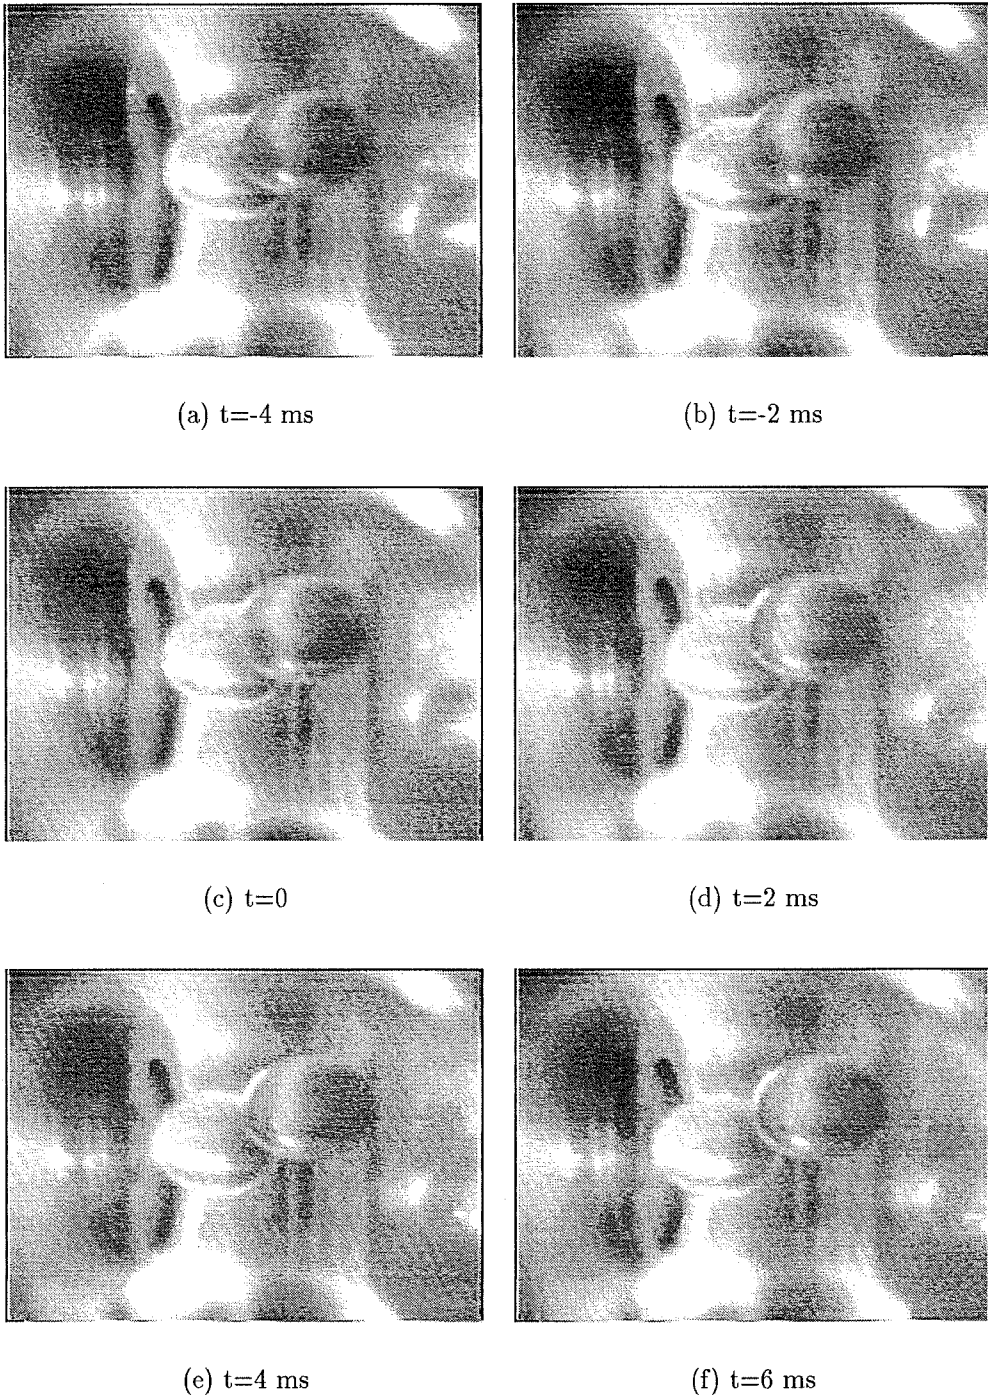 (a) t=-4 ms
(b) t=-2 ms
(c) t=0
(d) t=2 ms
(e) t=4 ms
(f) t=6 ms